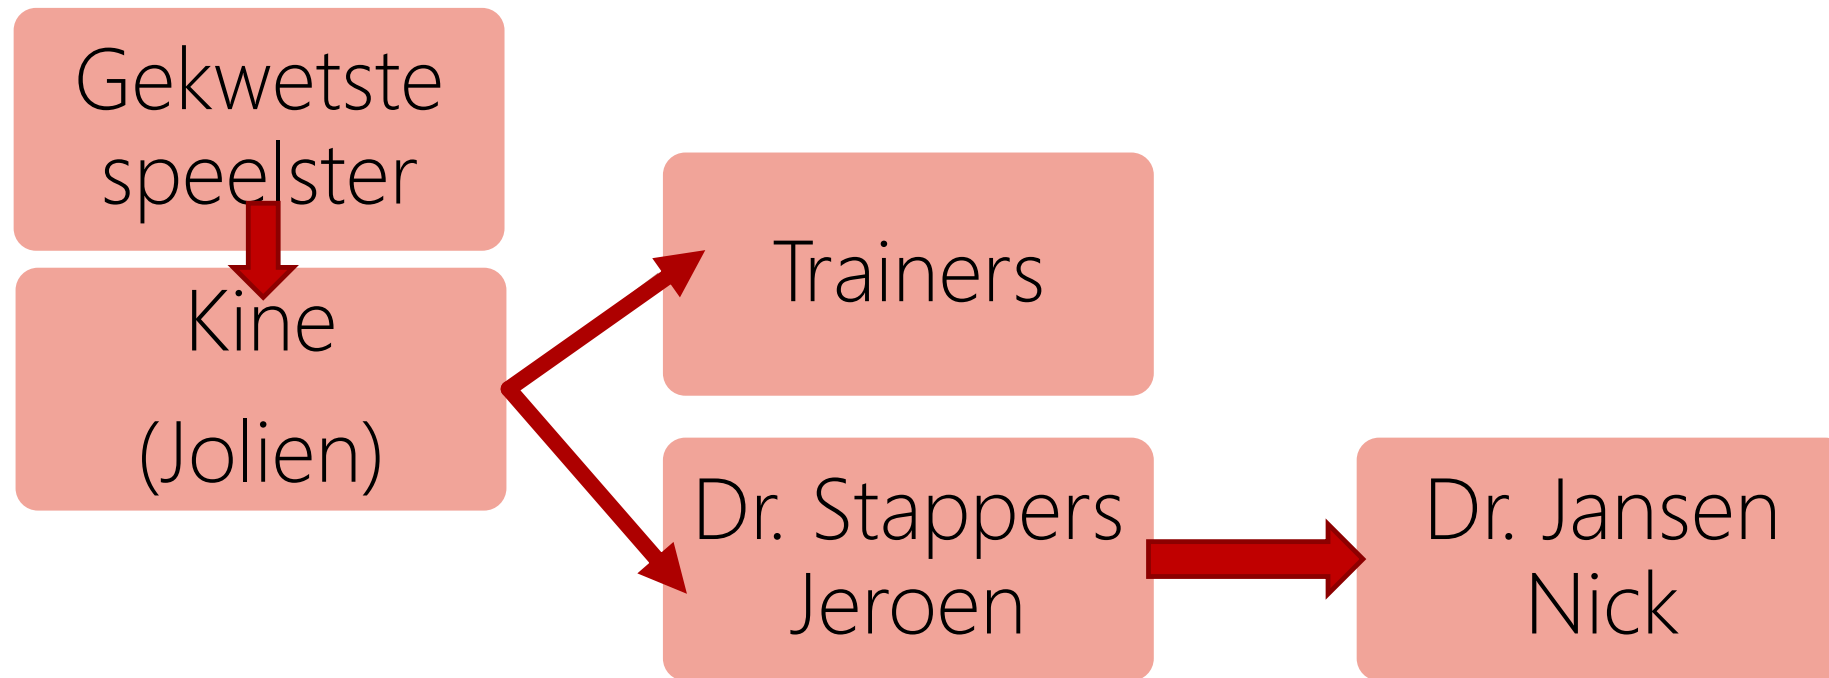 Gekwetste
speelster
Kine
(Jolien)
Trainers
Dr. Stappers
Jeroen
Dr. Jansen
Nick